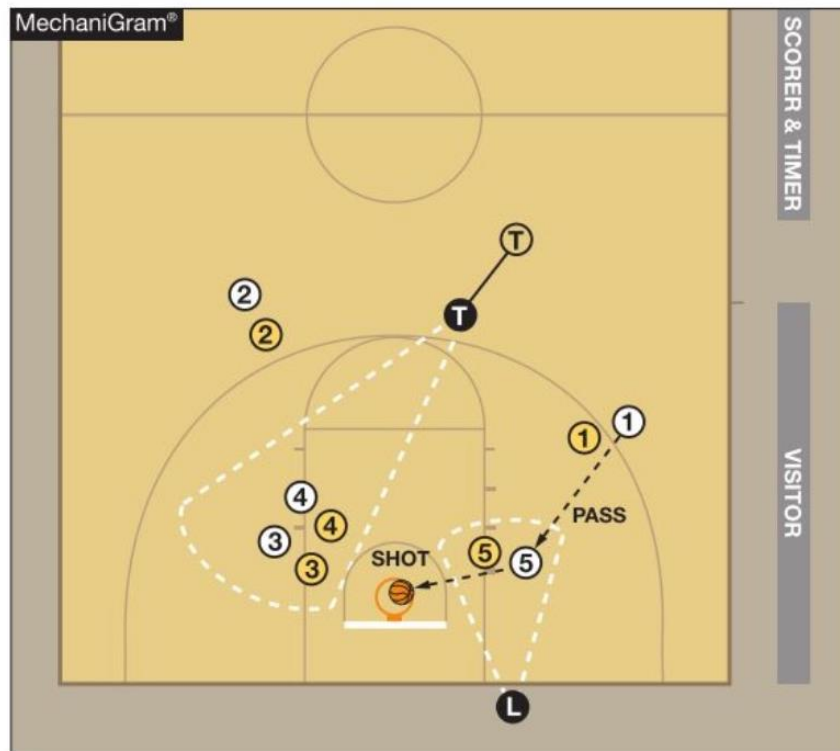 MechaniGram®
SCORER & TIMER
T
2
T
2
1
1
PASS
VISITOR
4
4
3
3
SHOT
5
5
L